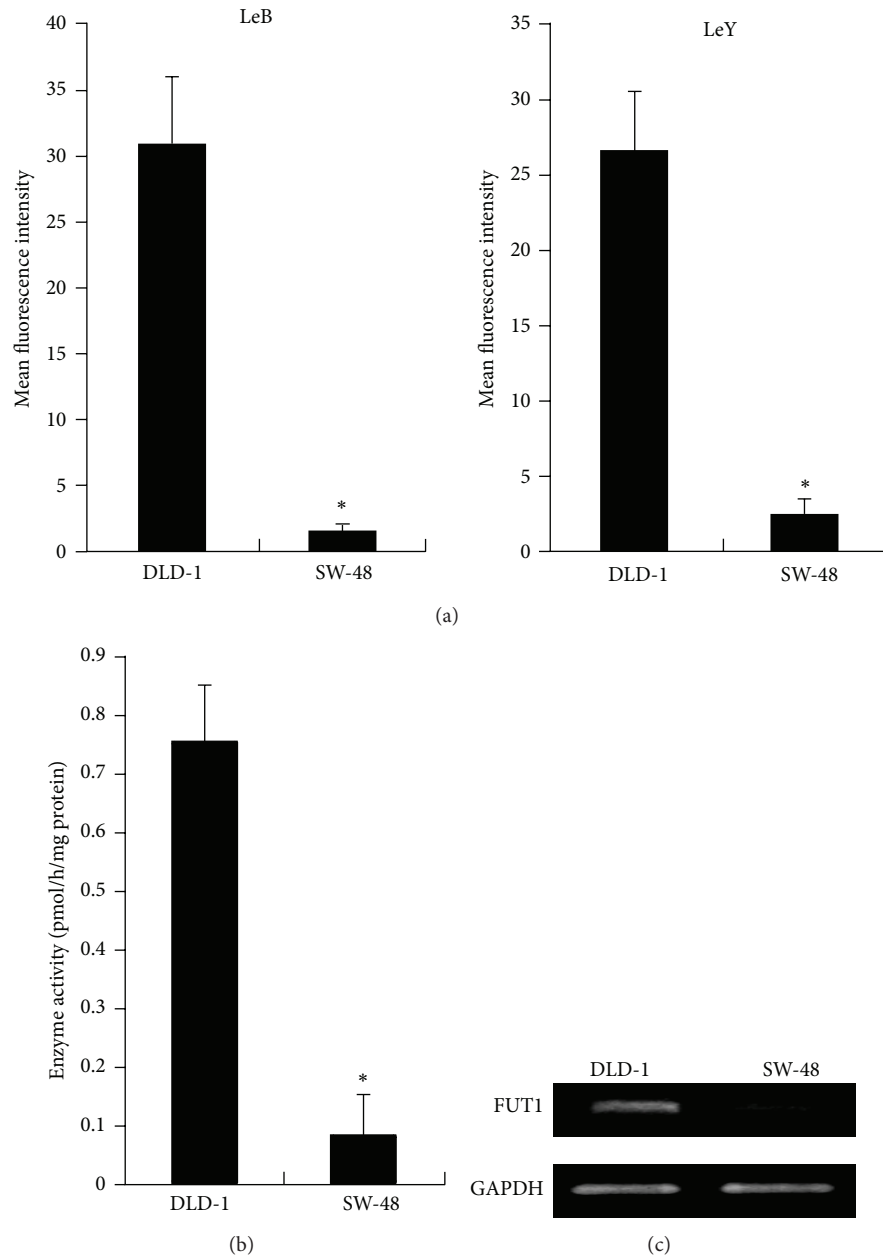 LeB
Mean fluorescence intensity
40
35
30
25
20
15
10
5
0
*
DLD-1 SW-48
LeY
Mean fluorescence intensity
35
30
25
20
15
10
5
0
*
DLD-1 SW-48
(a)
Enzyme activity (pmol/h/mg protein)
0.9
0.8
0.7
0.6
0.5
0.4
0.3
0.2
0.1
0
*
DLD-1 SW-48
(b)
DLD-1 SW-48
FUT1
GAPDH
(c)